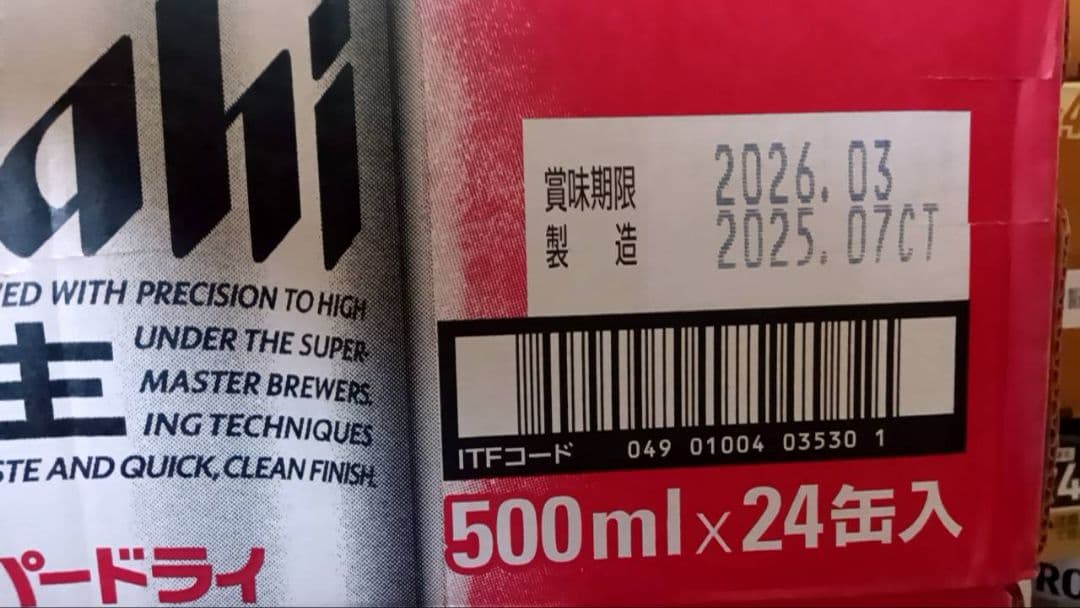 ahi
ED WITH PRECISION TO HIGH
UNDER THE SUPER-
MASTER BREWERS.
ING TECHNIQUES
STE AND QUICK, CLEAN FINISH.
生
パードライ
賞味期限 2026.03
製造 2025.07CT
ITFコード 049 01004 03530 1
500ml×24缶入